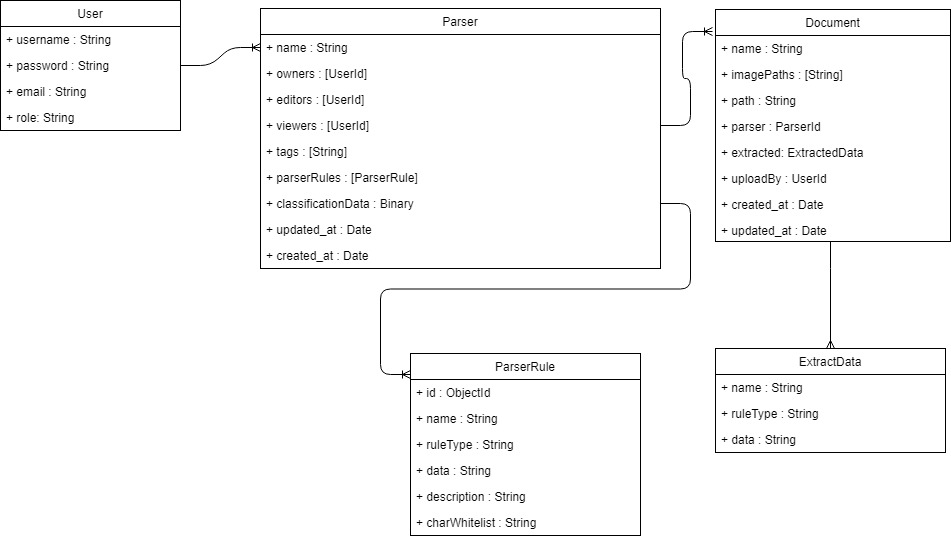 User
+ username : String
+ password : String
+ email : String
+ role: String
Parser
+ name : String
+ owners : [UserId]
+ editors : [UserId]
+ viewers : [UserId]
+ tags : [String]
+ parserRules : [ParserRule]
+ classificationData : Binary
+ updated_at : Date
+ created_at : Date
Document
+ name : String
+ imagePaths : [String]
+ path : String
+ parser : ParserId
+ extracted: ExtractedData
+ uploadBy : UserId
+ created_at : Date
+ updated_at : Date
ParserRule
+ id : ObjectId
+ name : String
+ ruleType : String
+ data : String
+ description : String
+ charWhitelist : String
ExtractData
+ name : String
+ ruleType : String
+ data : String